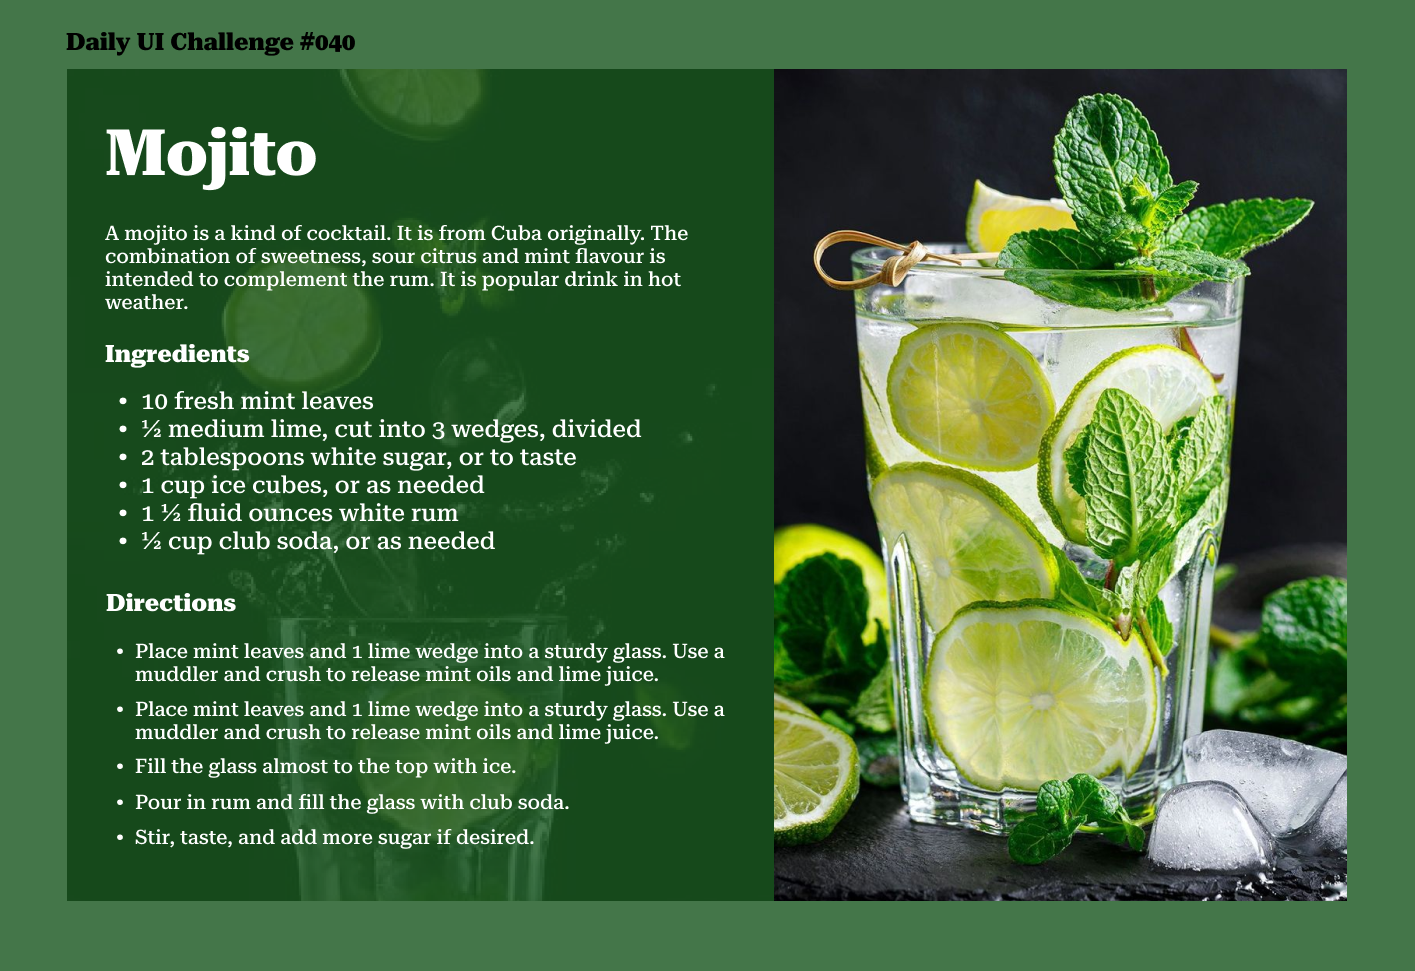 Daily UI Challenge #040
Mojito
A mojito is a kind of cocktail. It is from Cuba originally. The
combination of sweetness, sour citrus and mint flavour is
intended to complement the rum. It is popular drink in hot
weather.
Ingredients
• 10 fresh mint leaves
• ½ medium lime, cut into 3 wedges, divided
• 2 tablespoons white sugar, or to taste
• 1 cup ice cubes, or as needed
• 1 ½ fluid ounces white rum
• ½ cup club soda, or as needed
Directions
• Place mint leaves and 1 lime wedge into a sturdy glass. Use a
muddler and crush to release mint oils and lime juice.
• Place mint leaves and 1 lime wedge into a sturdy glass. Use a
muddler and crush to release mint oils and lime juice.
• Fill the glass almost to the top with ice.
• Pour in rum and fill the glass with club soda.
• Stir, taste, and add more sugar if desired.